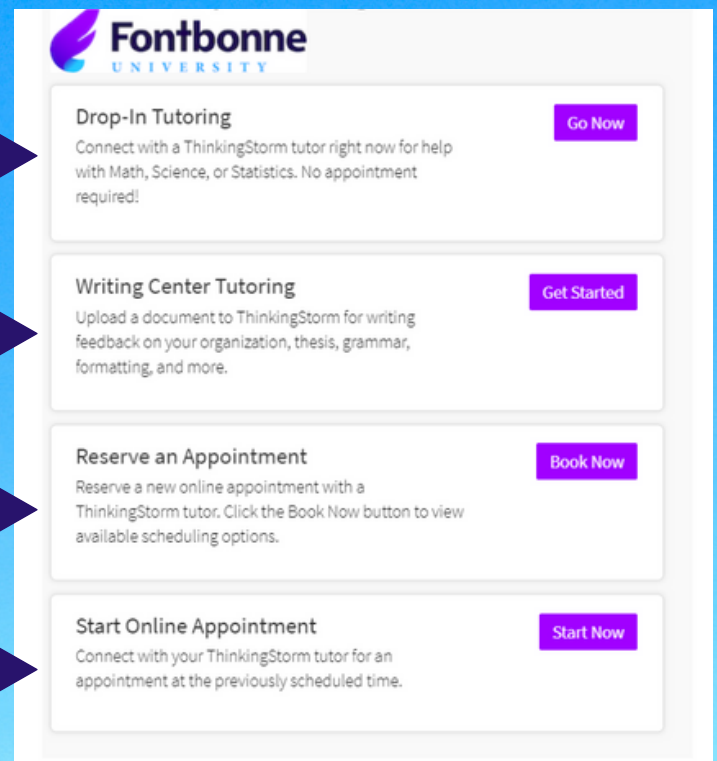 Fontbonne
UNIVERSITY
Drop-In Tutoring
Go Now
Connect with a ThinkingStorm tutor right now for help
with Math, Science, or Statistics. No appointment
required!
Writing Center Tutoring
Get Started
Upload a document to ThinkingStorm for writing
feedback on your organization, thesis, grammar,
formatting, and more.
Reserve an Appointment
Book Now
Reserve a new online appointment with a
ThinkingStorm tutor. Click the Book Now button to view
available scheduling options.
Start Online Appointment
Start Now
Connect with your ThinkingStorm tutor for an
appointment at the previously scheduled time.